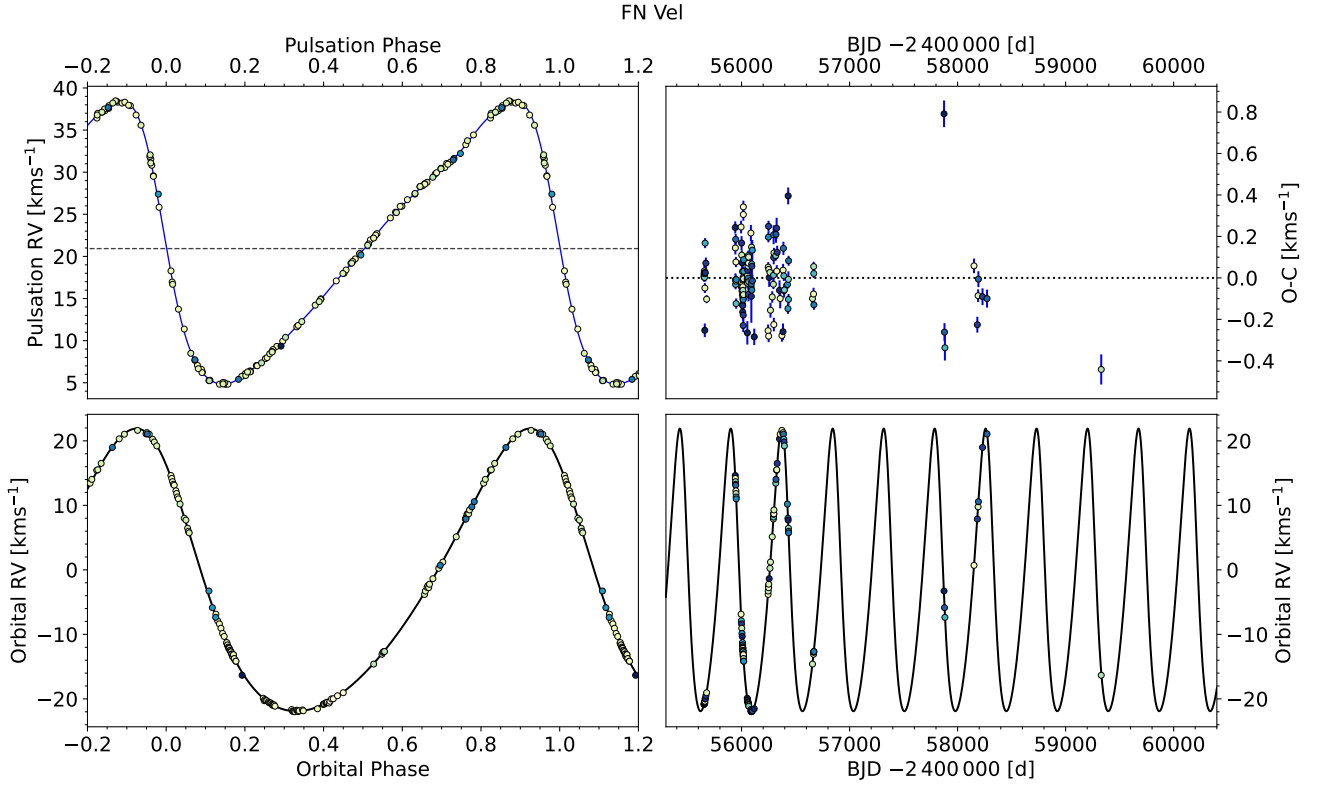 FN Vel
Pulsation Phase
−0.2 0.0 0.2 0.4 0.6 0.8 1.0 1.2
BJD −2 400 000 [d]
56000 57000 58000 59000 60000
Pulsation RV [kms⁻¹]
40
35
30
25
20
15
10
5
0.8
0.6
0.4
0.2
0.0
−0.2
−0.4
O-C [kms⁻¹]
Orbital RV [kms⁻¹]
20
10
0
−10
−20
20
10
0
−10
−20
Orbital RV [kms⁻¹]
−0.2 0.0 0.2 0.4 0.6 0.8 1.0 1.2
Orbital Phase
56000 57000 58000 59000 60000
BJD −2 400 000 [d]